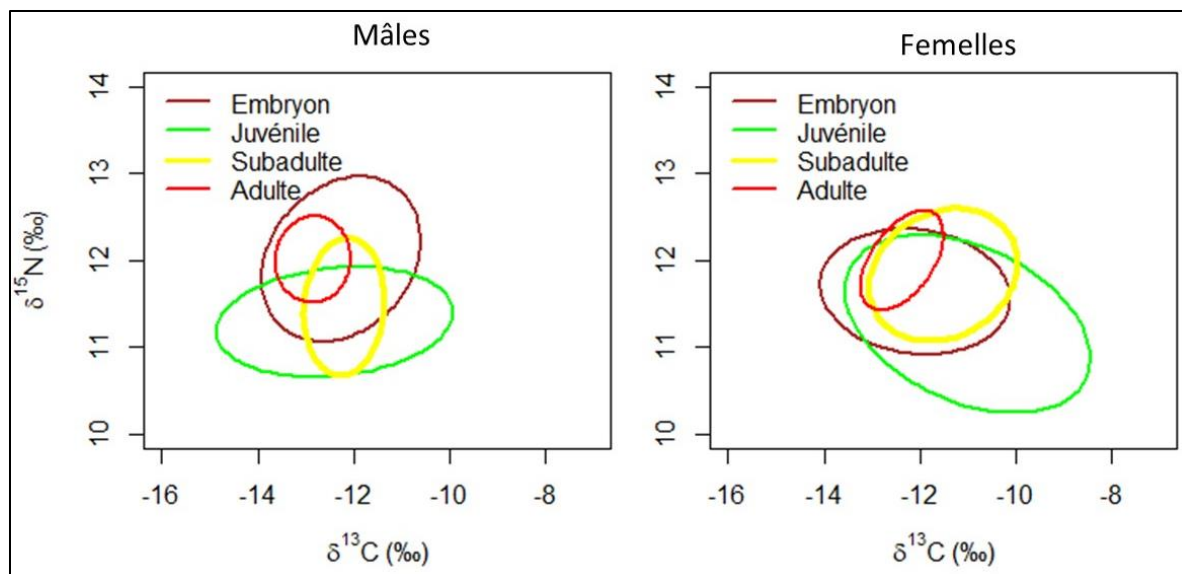 Mâles
14
13
12
11
10
δ15N (‰)
Embryon
Juvénile
Subadulte
Adulte
-16 -14 -12 -10 -8
δ13C (‰)
Femelles
14
13
12
11
10
Embryon
Juvénile
Subadulte
Adulte
-16 -14 -12 -10 -8
δ13C (‰)